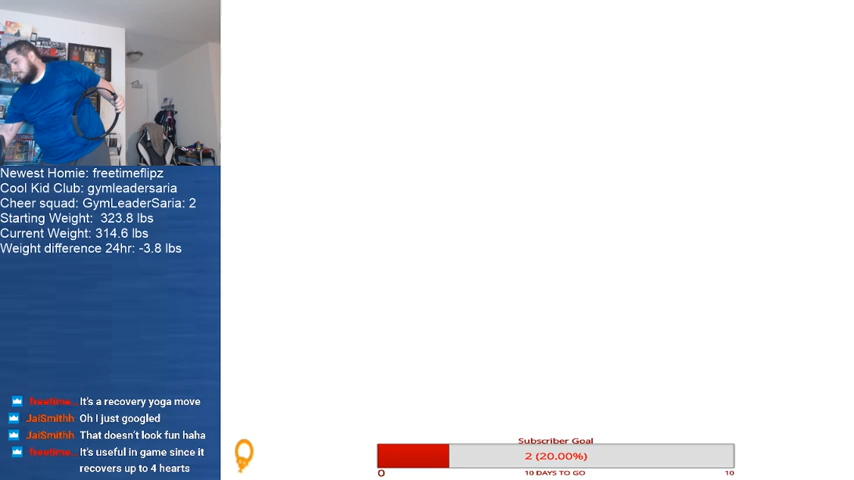 Newest Homie: freetimeflipz
Cool Kid Club: gymleadersaria
Cheer squad: GymLeaderSaria: 2
Starting Weight: 323.8 lbs
Current Weight: 314.6 lbs
Weight difference 24hr: -3.8 lbs
freetime... It's a recovery yoga move
JaiSmithh Oh I just googled
JaiSmithh That doesn't look fun haha
freetime... It's useful in game since it
recovers up to 4 hearts
Subscriber Goal
2 (20.00%)
0 10 DAYS TO GO 10